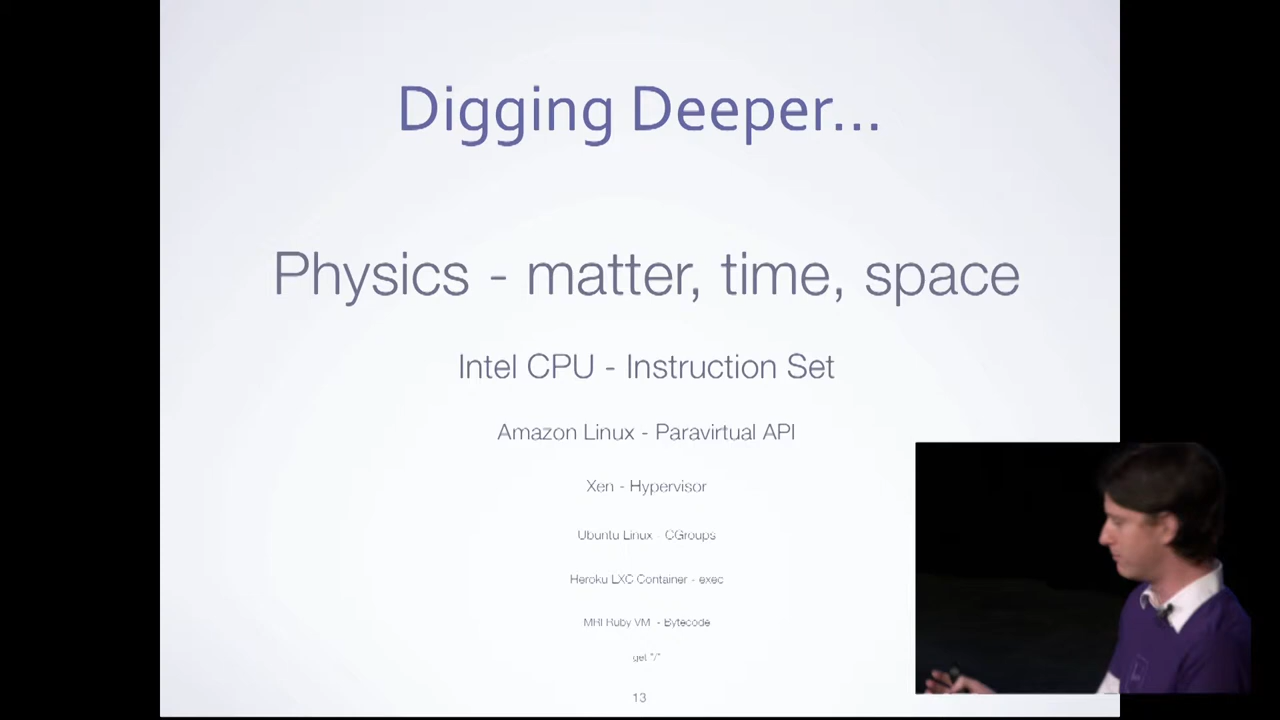 Digging Deeper...
Physics - matter, time, space
Intel CPU - Instruction Set
Amazon Linux - Paravirtual API
Xen - Hypervisor
Ubuntu Linux - CGroups
Heroku LXC Container - exec
MRI Ruby VM - Bytecode
get "/"
13